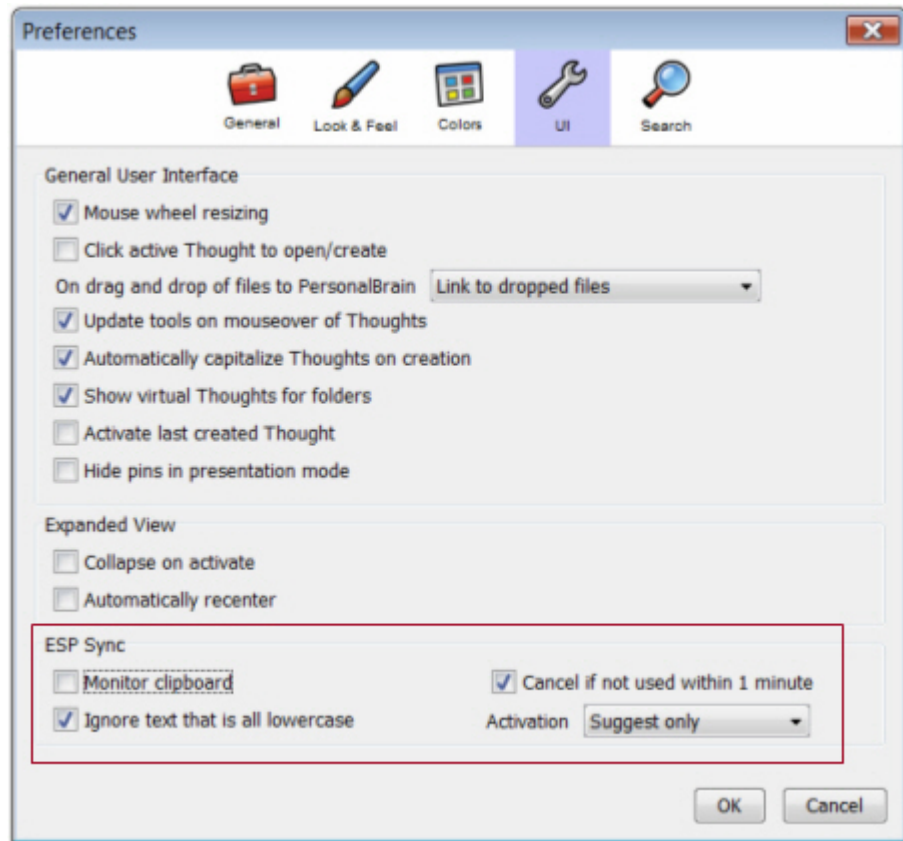 Preferences
General
Look & Feel
Colors
UI
Search
General User Interface
Mouse wheel resizing
Click active Thought to open/create
On drag and drop of files to PersonalBrain Link to dropped files
Update tools on mouseover of Thoughts
Automatically capitalize Thoughts on creation
Show virtual Thoughts for folders
Activate last created Thought
Hide pins in presentation mode
Expanded View
Collapse on activate
Automatically recenter
ESP Sync
Monitor clipboard Cancel if not used within 1 minute
Ignore text that is all lowercase Activation Suggest only
OK Cancel